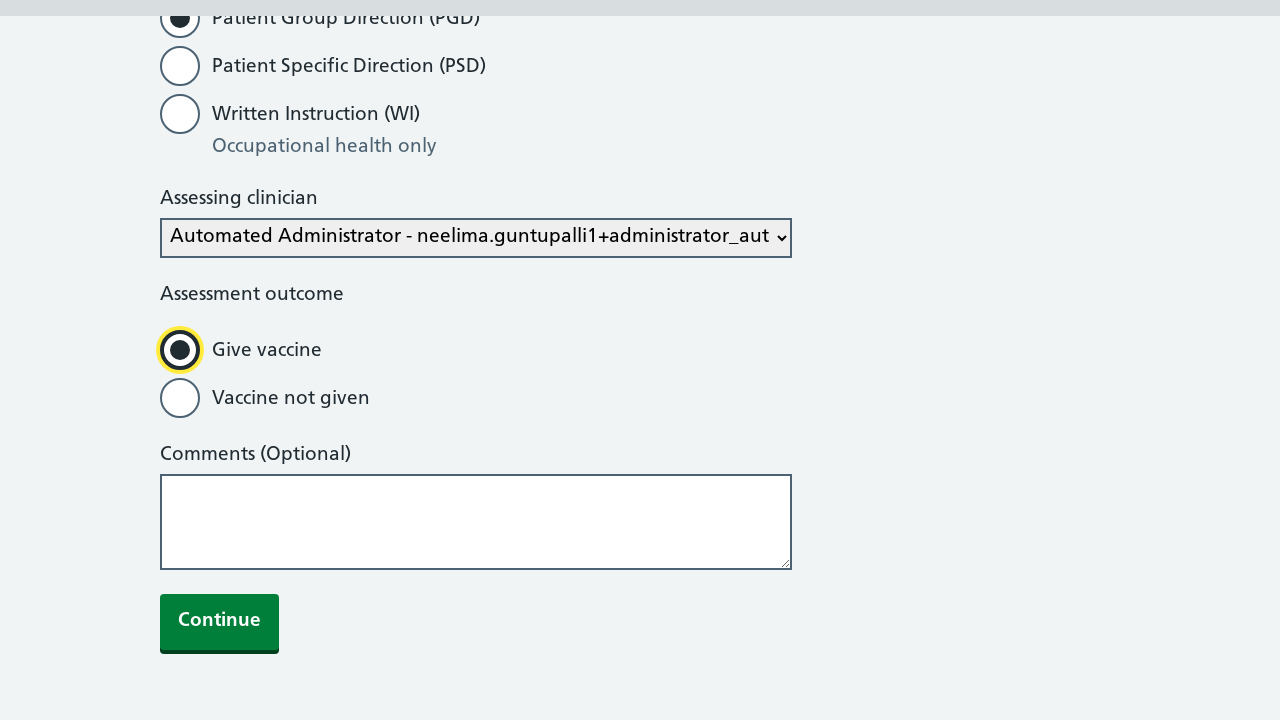 Patient Group Direction (PGD)
Patient Specific Direction (PSD)
Written Instruction (WI)
Occupational health only
Assessing clinician
Automated Administrator - neelima.guntupalli1+administrator_aut
Assessment outcome
Give vaccine
Vaccine not given
Comments (Optional)
Continue